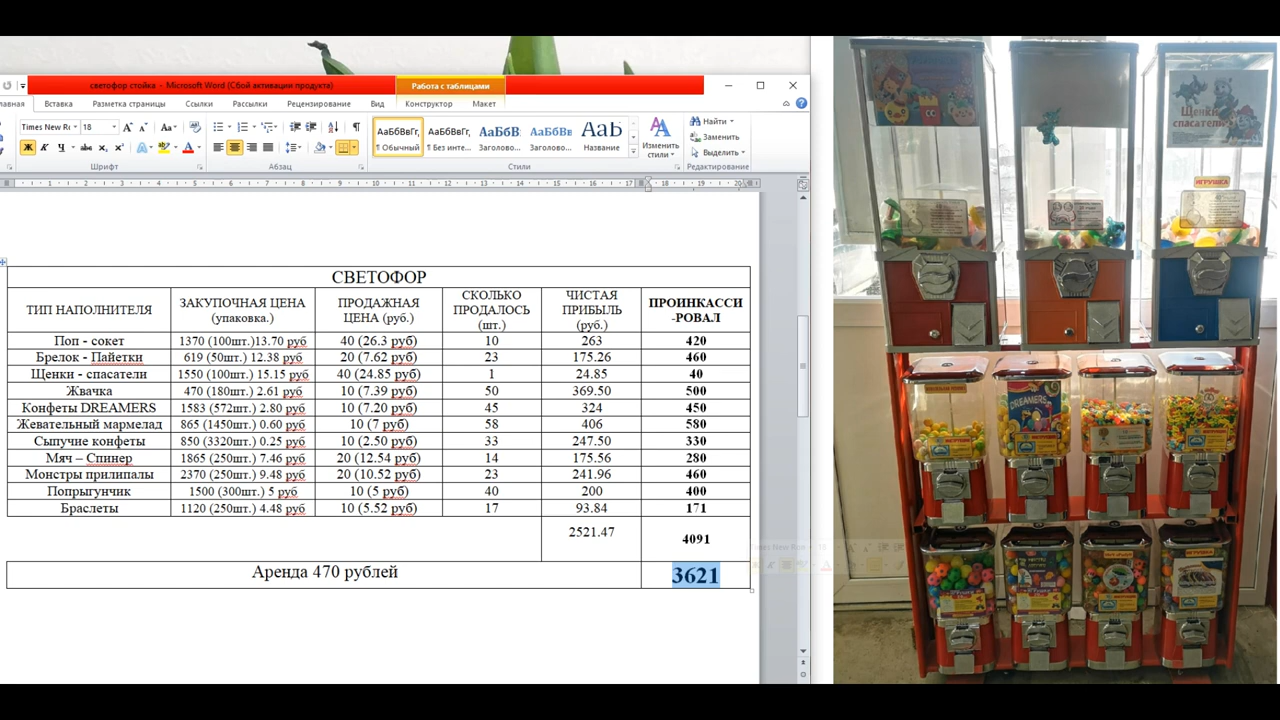 светофор стойка - Microsoft Word (Сбой активации продукта)
Работа с таблицами
лавная Вставка Разметка страницы Ссылки Рассылки Рецензирование Вид Конструктор Макет
Times New Ro 18
Найти
Заменить
Выделить
АаБбВвГг, АаБбВвГг, АаБбВ АаБбВв АаЬ
¶ Обычный ¶ Без инте... Заголово... Заголово... Название
Изменить стили
Шрифт Абзац Стили Редактирование
СВЕТОФОР
ТИП НАПОЛНИТЕЛЯ ЗАКУПОЧНАЯ ЦЕНА (упаковка.) ПРОДАЖНАЯ ЦЕНА (руб.) СКОЛЬКО ПРОДАЛОСЬ (шт.) ЧИСТАЯ ПРИБЫЛЬ (руб.) ПРОИНКАССИ-РОВАЛ
Поп - сокет 1370 (100шт.)13.70 руб 40 (26.3 руб) 10 263 420
Брелок - Пайетки 619 (50шт.) 12.38 руб 20 (7.62 руб) 23 175.26 460
Щенки - спасатели 1550 (100шт.) 15.15 руб 40 (24.85 руб) 1 24.85 40
Жвачка 470 (180шт.) 2.61 руб 10 (7.39 руб) 50 369.50 500
Конфеты DREAMERS 1583 (572шт.) 2.80 руб 10 (7.20 руб) 45 324 450
Жевательный мармелад 865 (1450шт.) 0.60 руб 10 (7 руб) 58 406 580
Сыпучие конфеты 850 (3320шт.) 0.25 руб 10 (2.50 руб) 33 247.50 330
Мяч – Спинер 1865 (250шт.) 7.46 руб 20 (12.54 руб) 14 175.56 280
Монстры прилипалы 2370 (250шт.) 9.48 руб 20 (10.52 руб) 23 241.96 460
Попрыгунчик 1500 (300шт.) 5 руб 10 (5 руб) 40 200 400
Браслеты 1120 (250шт.) 4.48 руб 10 (5.52 руб) 17 93.84 171
2521.47 4091
Аренда 470 рублей 3621
Щенки
спасатели
ИГРУШКА
DREAMERS